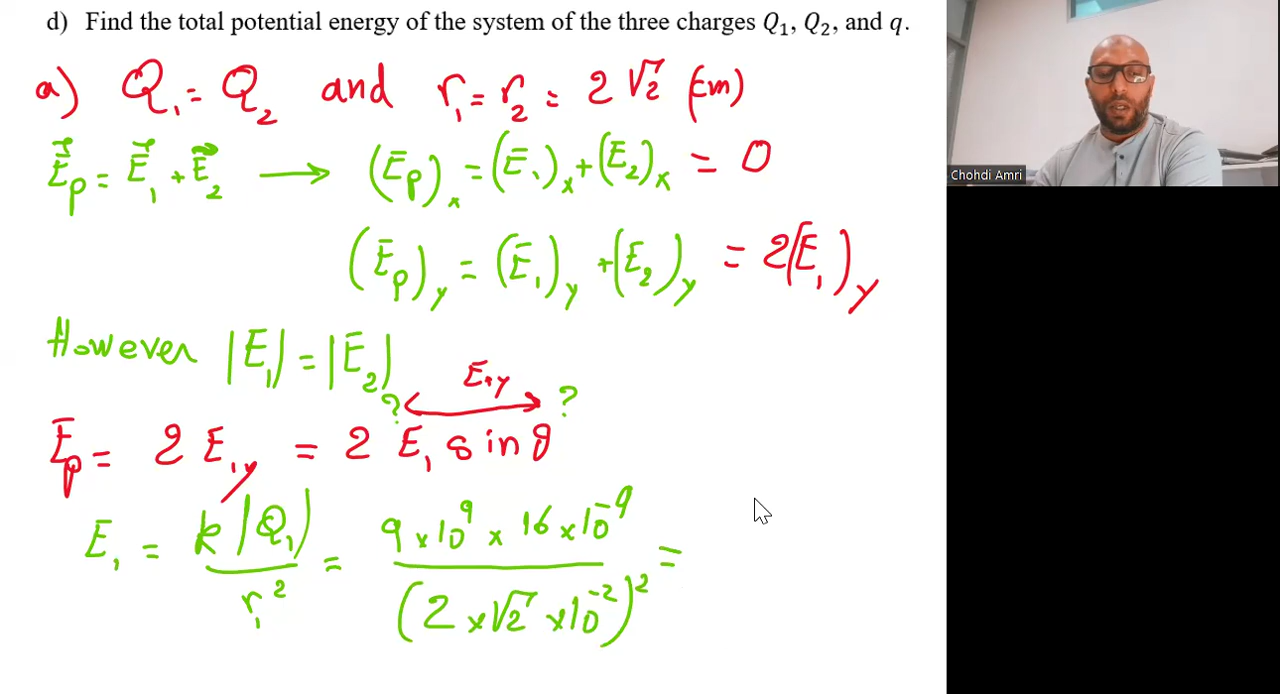 d) Find the total potential energy of the system of the three charges Q₁, Q₂, and q.
a) Q₁ = Q₂ and r₁ = r₂ = 2√2 (cm)
E⃗p = E⃗₁ + E⃗₂ → (Ep)x = (E₁)x + (E₂)x = 0
(Ep)y = (E₁)y + (E₂)y = 2(E₁)y
However |E₁| = |E₂|
? E₁,y ?
Ep = 2 E₁y = 2 E₁ sin θ
E₁ = k|Q₁| / r₁² = 9×10⁹ × 16×10⁻⁹ / (2×√2×10⁻²)² =
Chohdi Amri